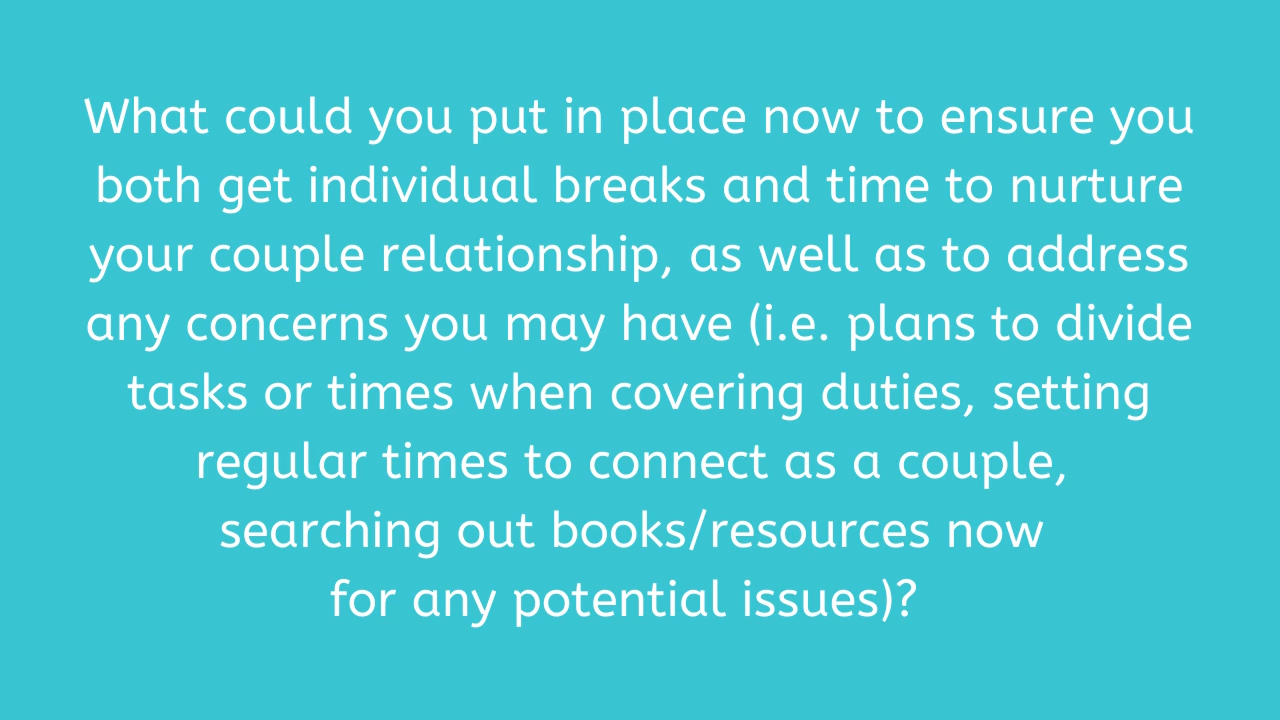 What could you put in place now to ensure you
both get individual breaks and time to nurture
your couple relationship, as well as to address
any concerns you may have (i.e. plans to divide
tasks or times when covering duties, setting
regular times to connect as a couple,
searching out books/resources now
for any potential issues)?